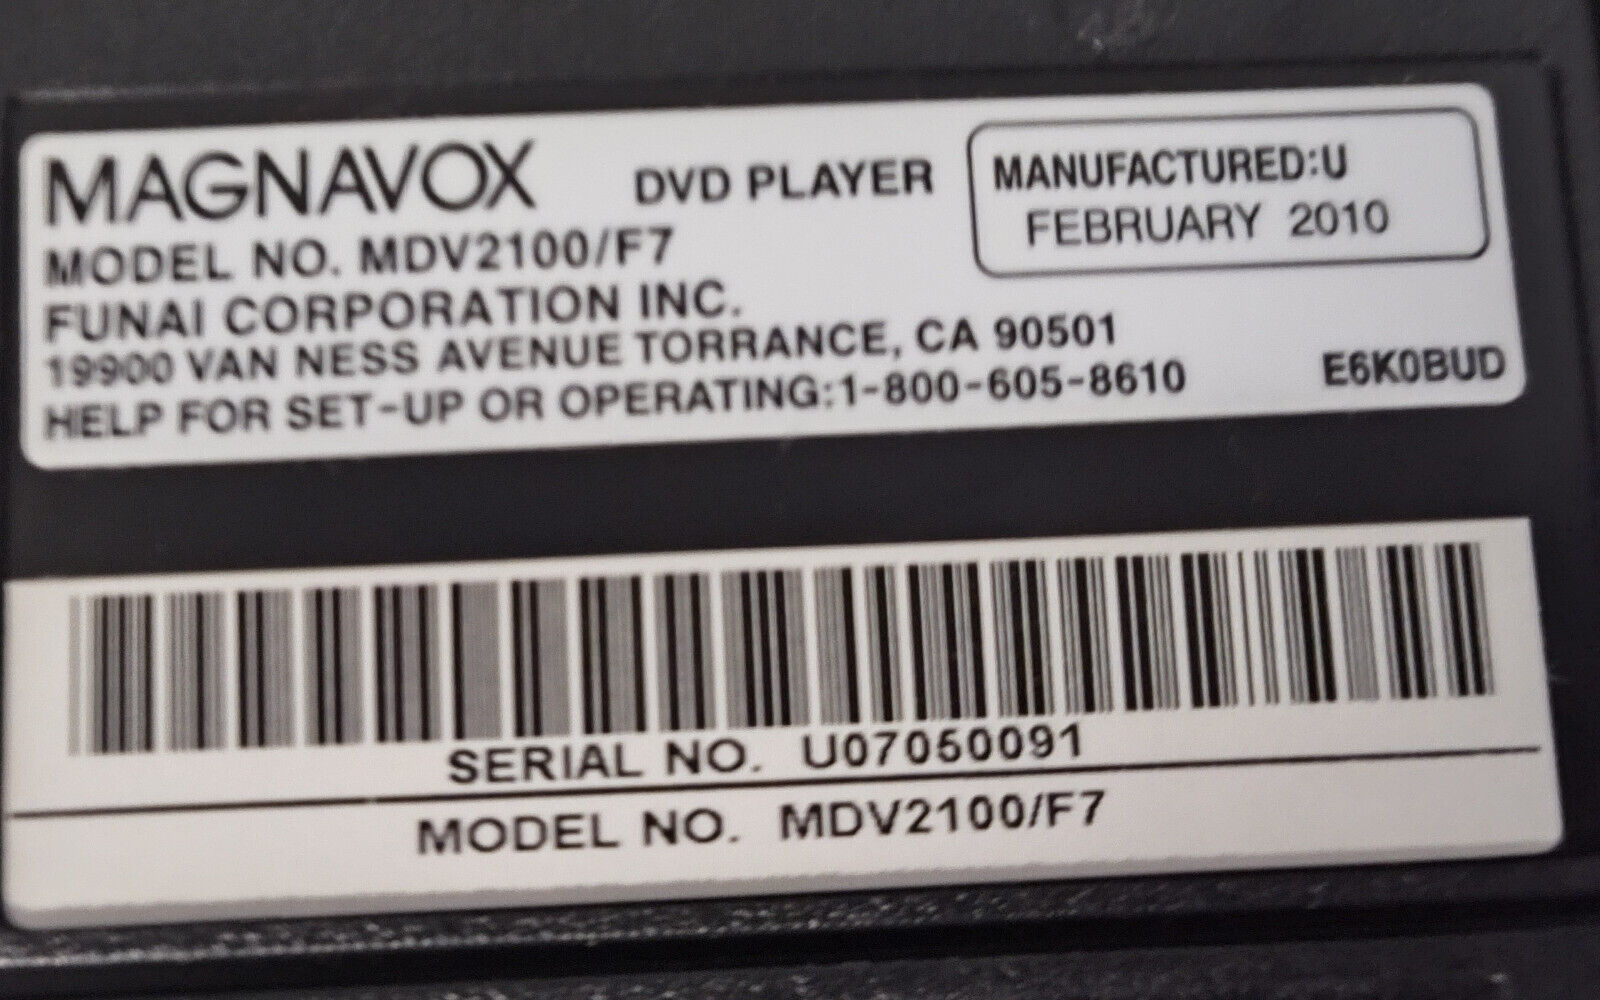 MAGNAVOX DVD PLAYER
MANUFACTURED:U
FEBRUARY 2010
MODEL NO. MDV2100/F7
FUNAI CORPORATION INC.
19900 VAN NESS AVENUE TORRANCE, CA 90501
HELP FOR SET-UP OR OPERATING:1-800-605-8610
E6K0BUD
SERIAL NO. U07050091
MODEL NO. MDV2100/F7